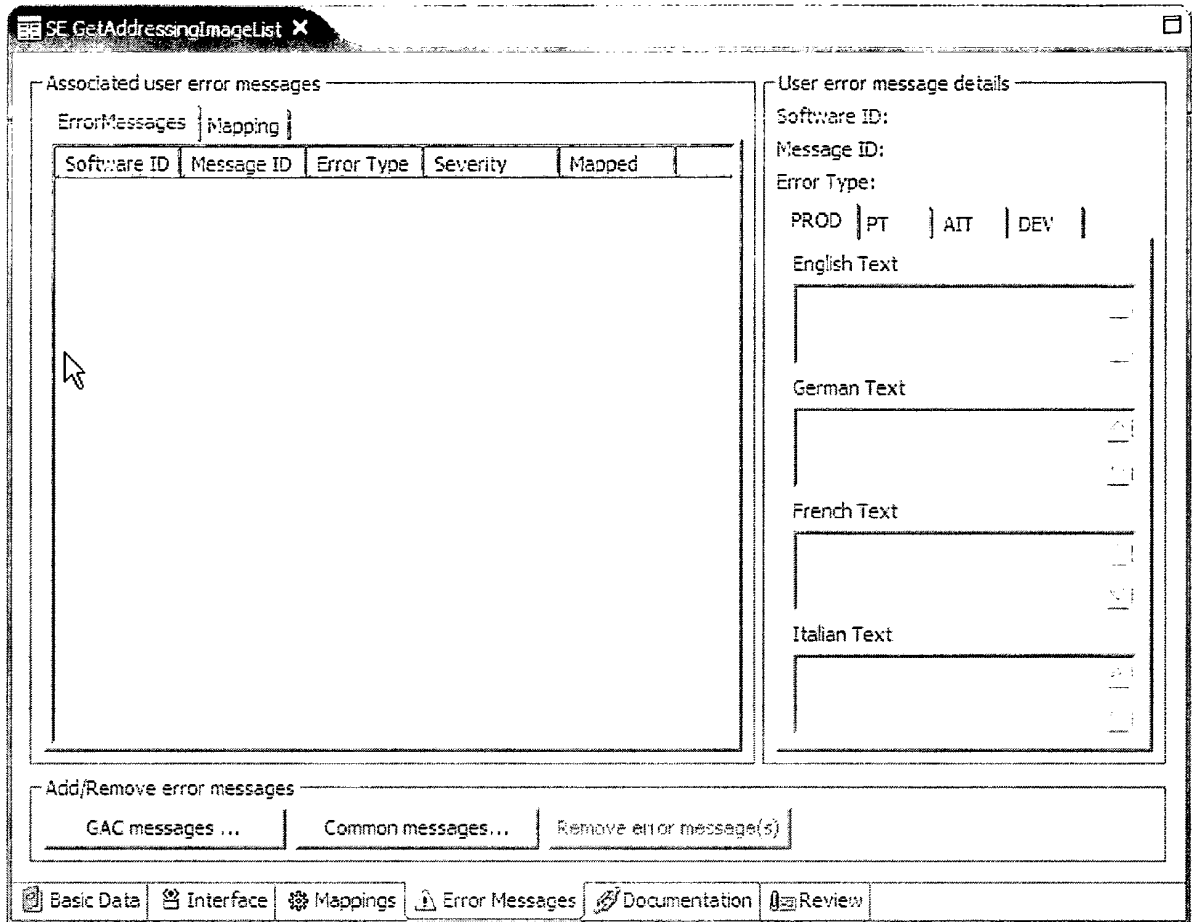 SE GetAddressingImageList
Associated user error messages
ErrorMessages Mapping
Software ID Message ID Error Type Severity Mapped
User error message details
Software ID:
Message ID:
Error Type:
PROD PT AIT DEV
English Text
German Text
French Text
Italian Text
Add/Remove error messages
GAC messages ... Common messages... Remove error message(s)
Basic Data Interface Mappings Error Messages Documentation Review